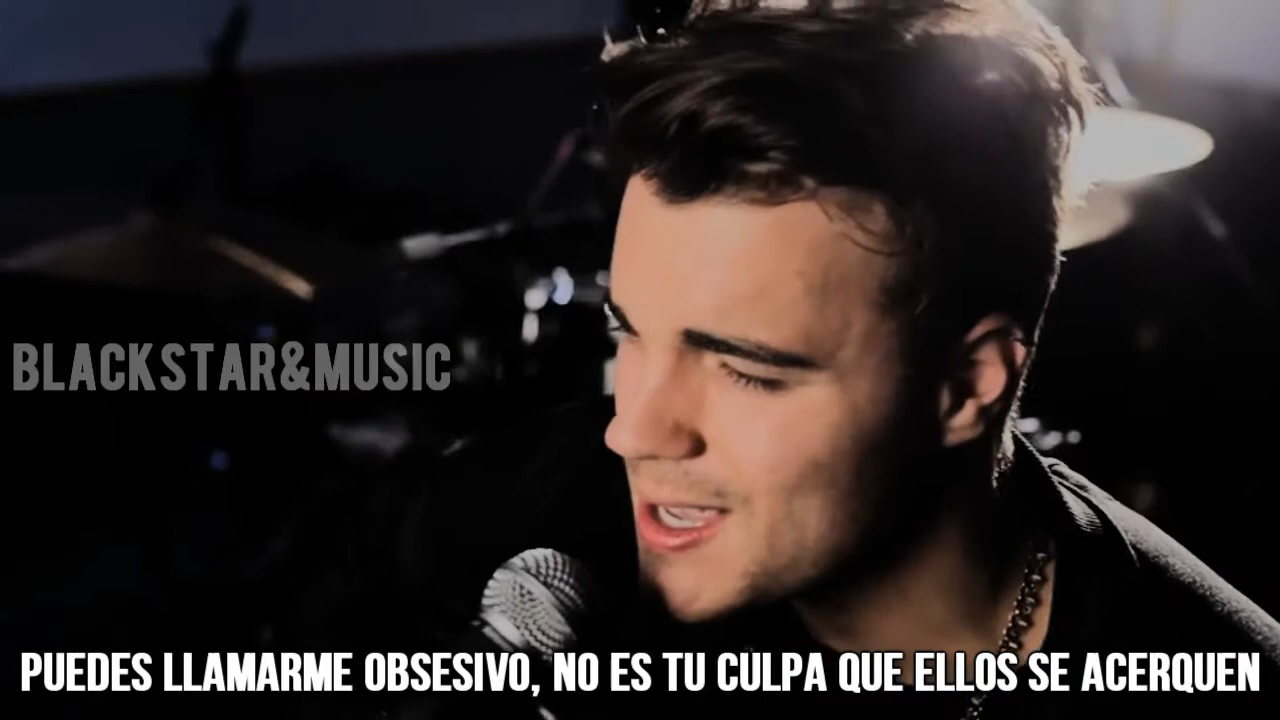 BLACKSTAR&MUSIC
PUEDES LLAMARME OBSESIVO, NO ES TU CULPA QUE ELLOS SE ACERQUEN